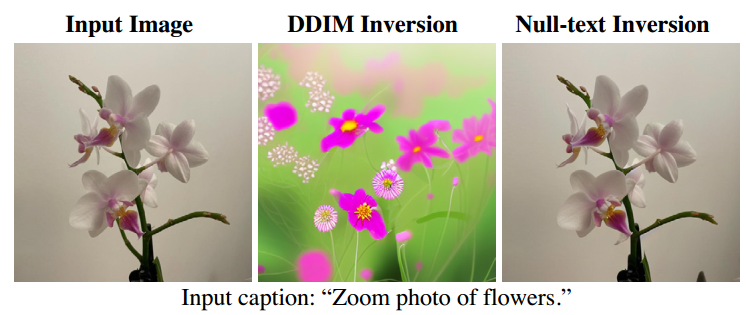 Input Image DDIM Inversion Null-text Inversion
Input caption: “Zoom photo of flowers.”